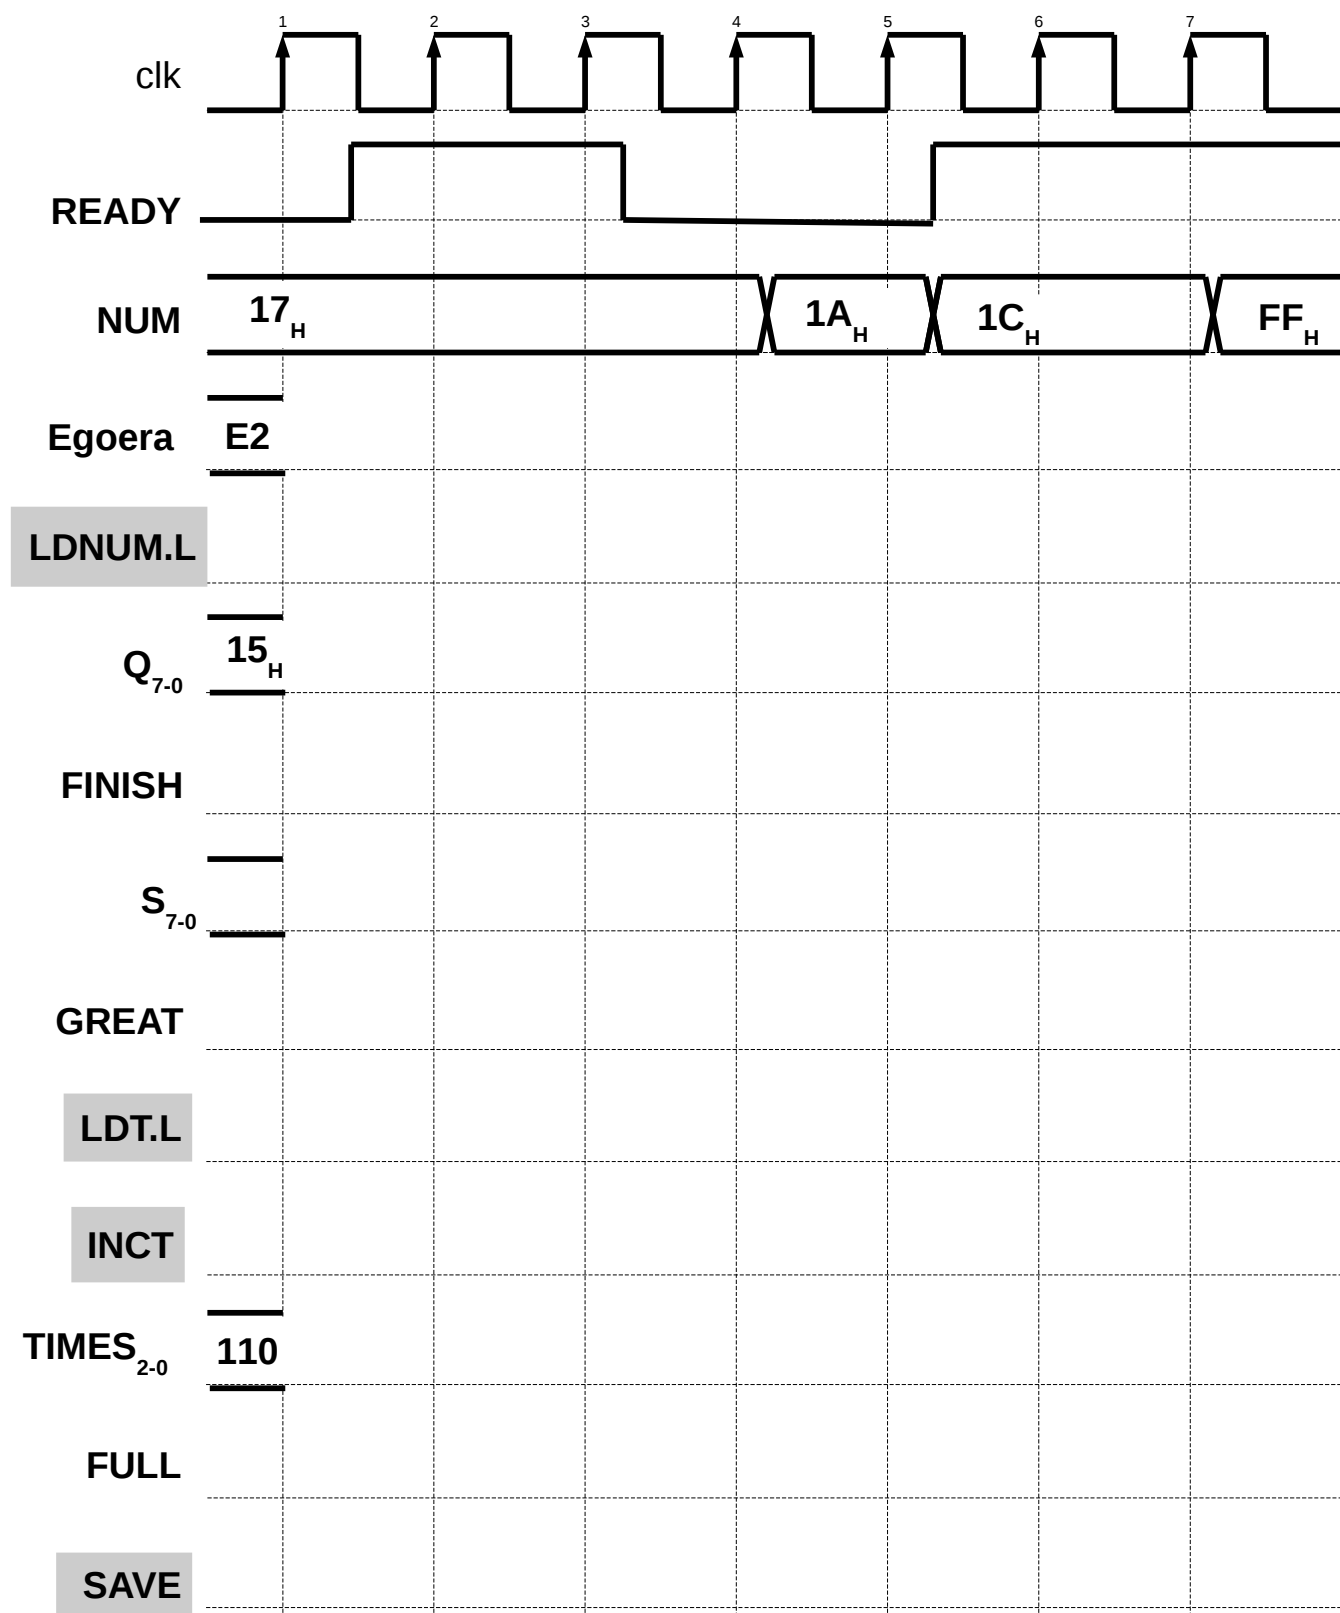 1 2 3 4 5 6 7
clk
READY
NUM 17H 1AH 1CH FFH
Egoera E2
LDNUM.L
Q7-0 15H
FINISH
S7-0
GREAT
LDT.L
INCT
TIMES2-0 110
FULL
SAVE